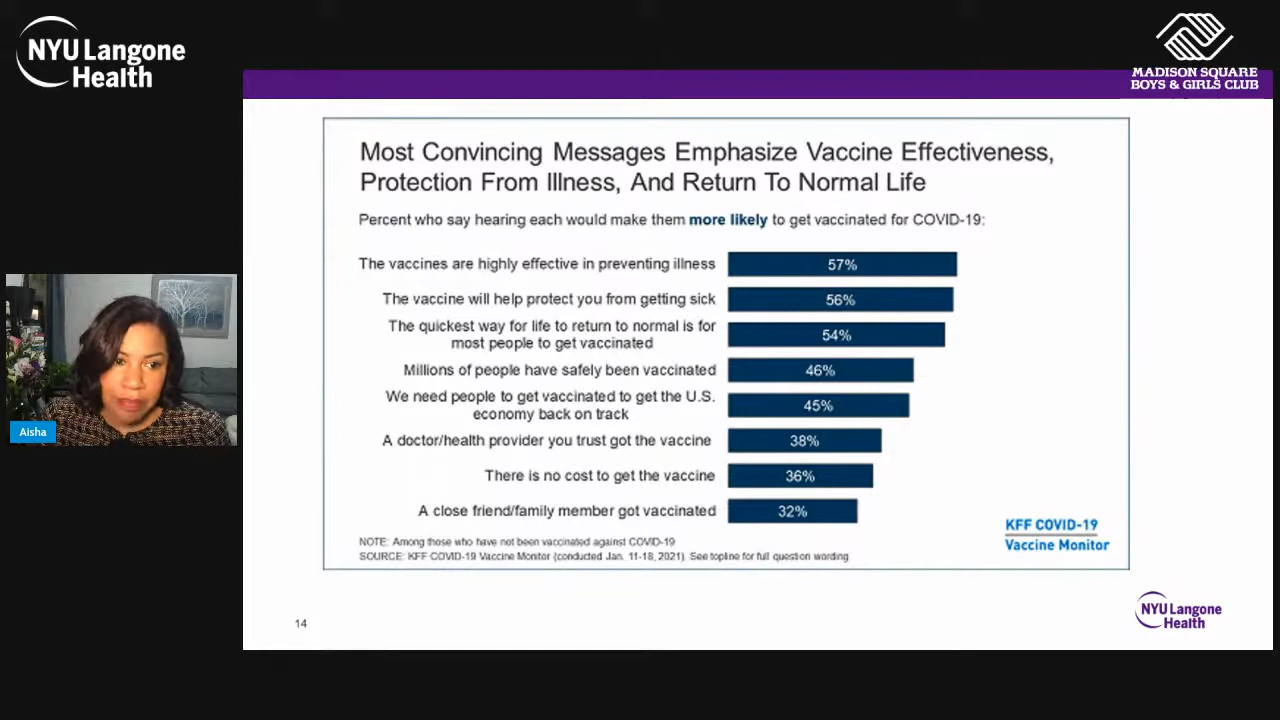 NYU Langone
Health
MADISON SQUARE
BOYS & GIRLS CLUB
Most Convincing Messages Emphasize Vaccine Effectiveness,
Protection From Illness, And Return To Normal Life
Percent who say hearing each would make them more likely to get vaccinated for COVID-19:
The vaccines are highly effective in preventing illness 57%
The vaccine will help protect you from getting sick 56%
The quickest way for life to return to normal is for
most people to get vaccinated 54%
Millions of people have safely been vaccinated 46%
We need people to get vaccinated to get the U.S.
economy back on track 45%
A doctor/health provider you trust got the vaccine 38%
There is no cost to get the vaccine 36%
A close friend/family member got vaccinated 32%
NOTE: Among those who have not been vaccinated against COVID-19
SOURCE: KFF COVID-19 Vaccine Monitor (conducted Jan. 11-18, 2021). See topline for full question wording
KFF COVID-19
Vaccine Monitor
Aisha
14
NYU Langone
Health